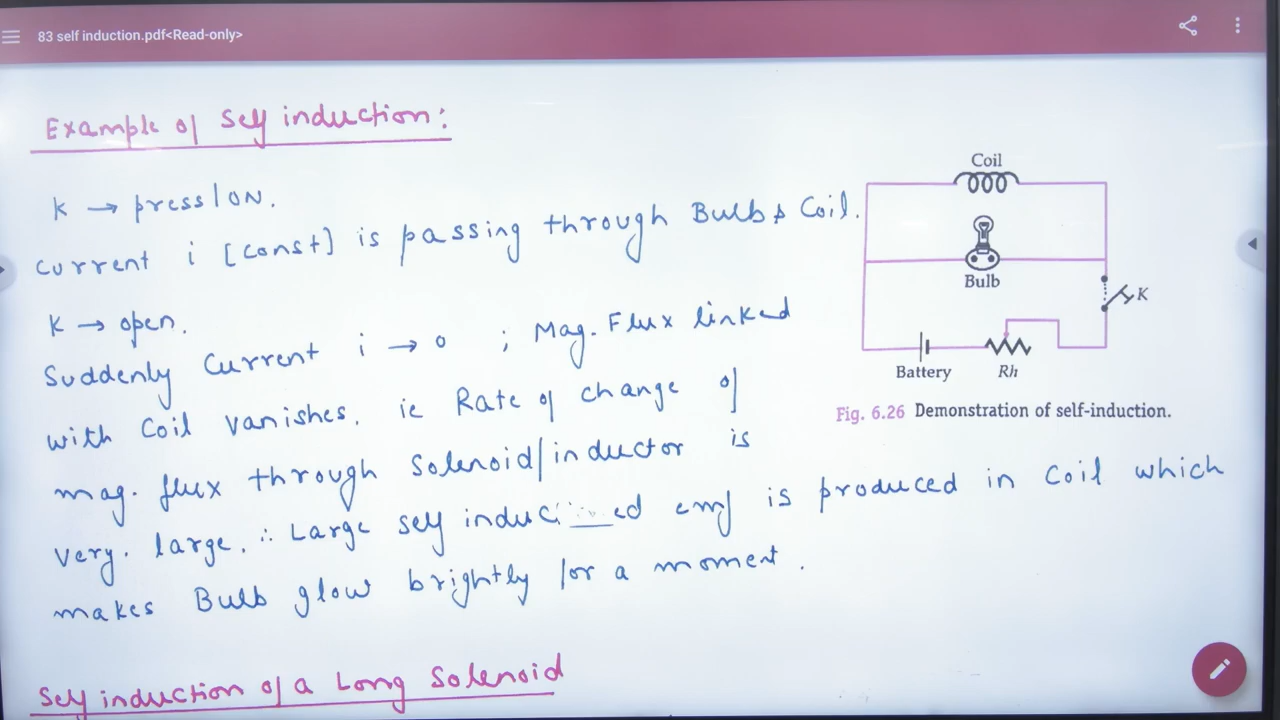 83 self induction.pdf<Read-only>
Example of Self induction:
K → press/ON.
Current i [const] is passing through Bulb & Coil.
K → open.
Suddenly Current i → 0 ; Mag. Flux linked
with Coil vanishes. ie Rate of change of
mag. flux through Solenoid/inductor is
very. large. ∴ Large self induced emf is produced in Coil which
makes Bulb glow brightly for a moment.
Coil
Bulb
K
Battery Rh
Fig. 6.26 Demonstration of self-induction.
Self induction of a Long Solenoid